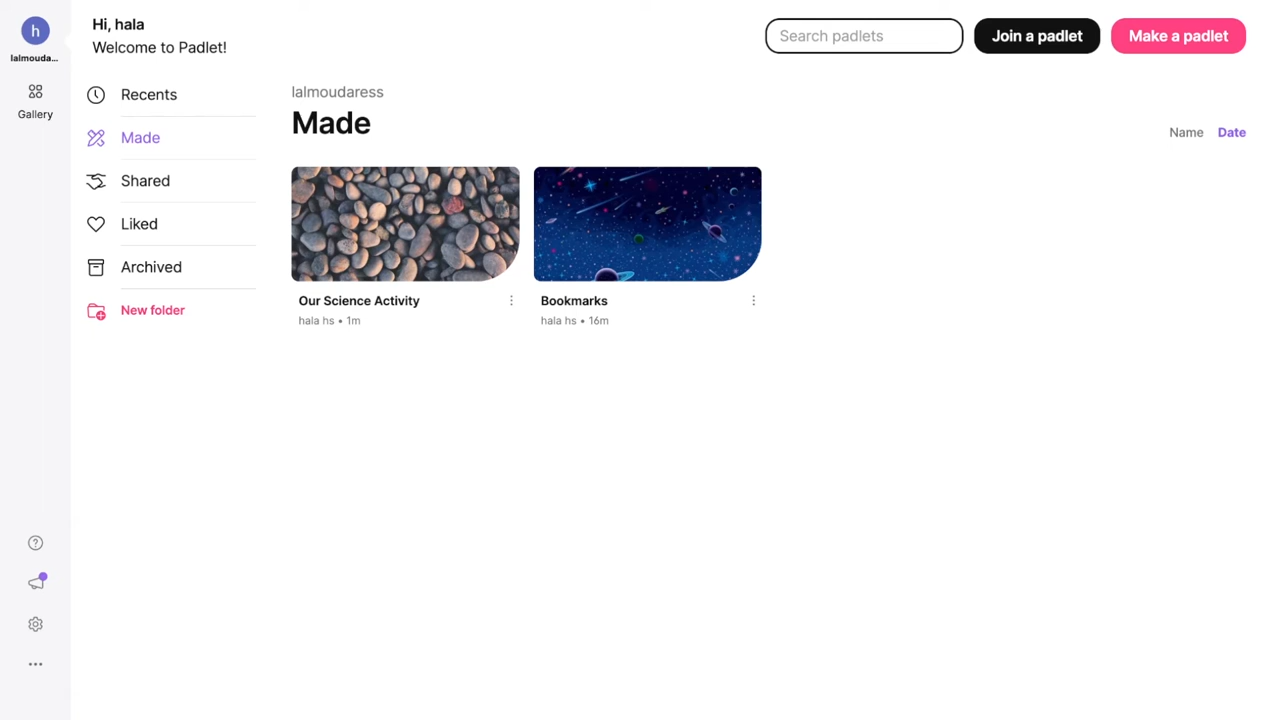 h
lalmouda...
Gallery
Hi, hala
Welcome to Padlet!
Search padlets
Join a padlet
Make a padlet
Recents
Made
Shared
Liked
Archived
New folder
lalmoudaress
Made
Name
Date
Our Science Activity
hala hs • 1m
Bookmarks
hala hs • 16m